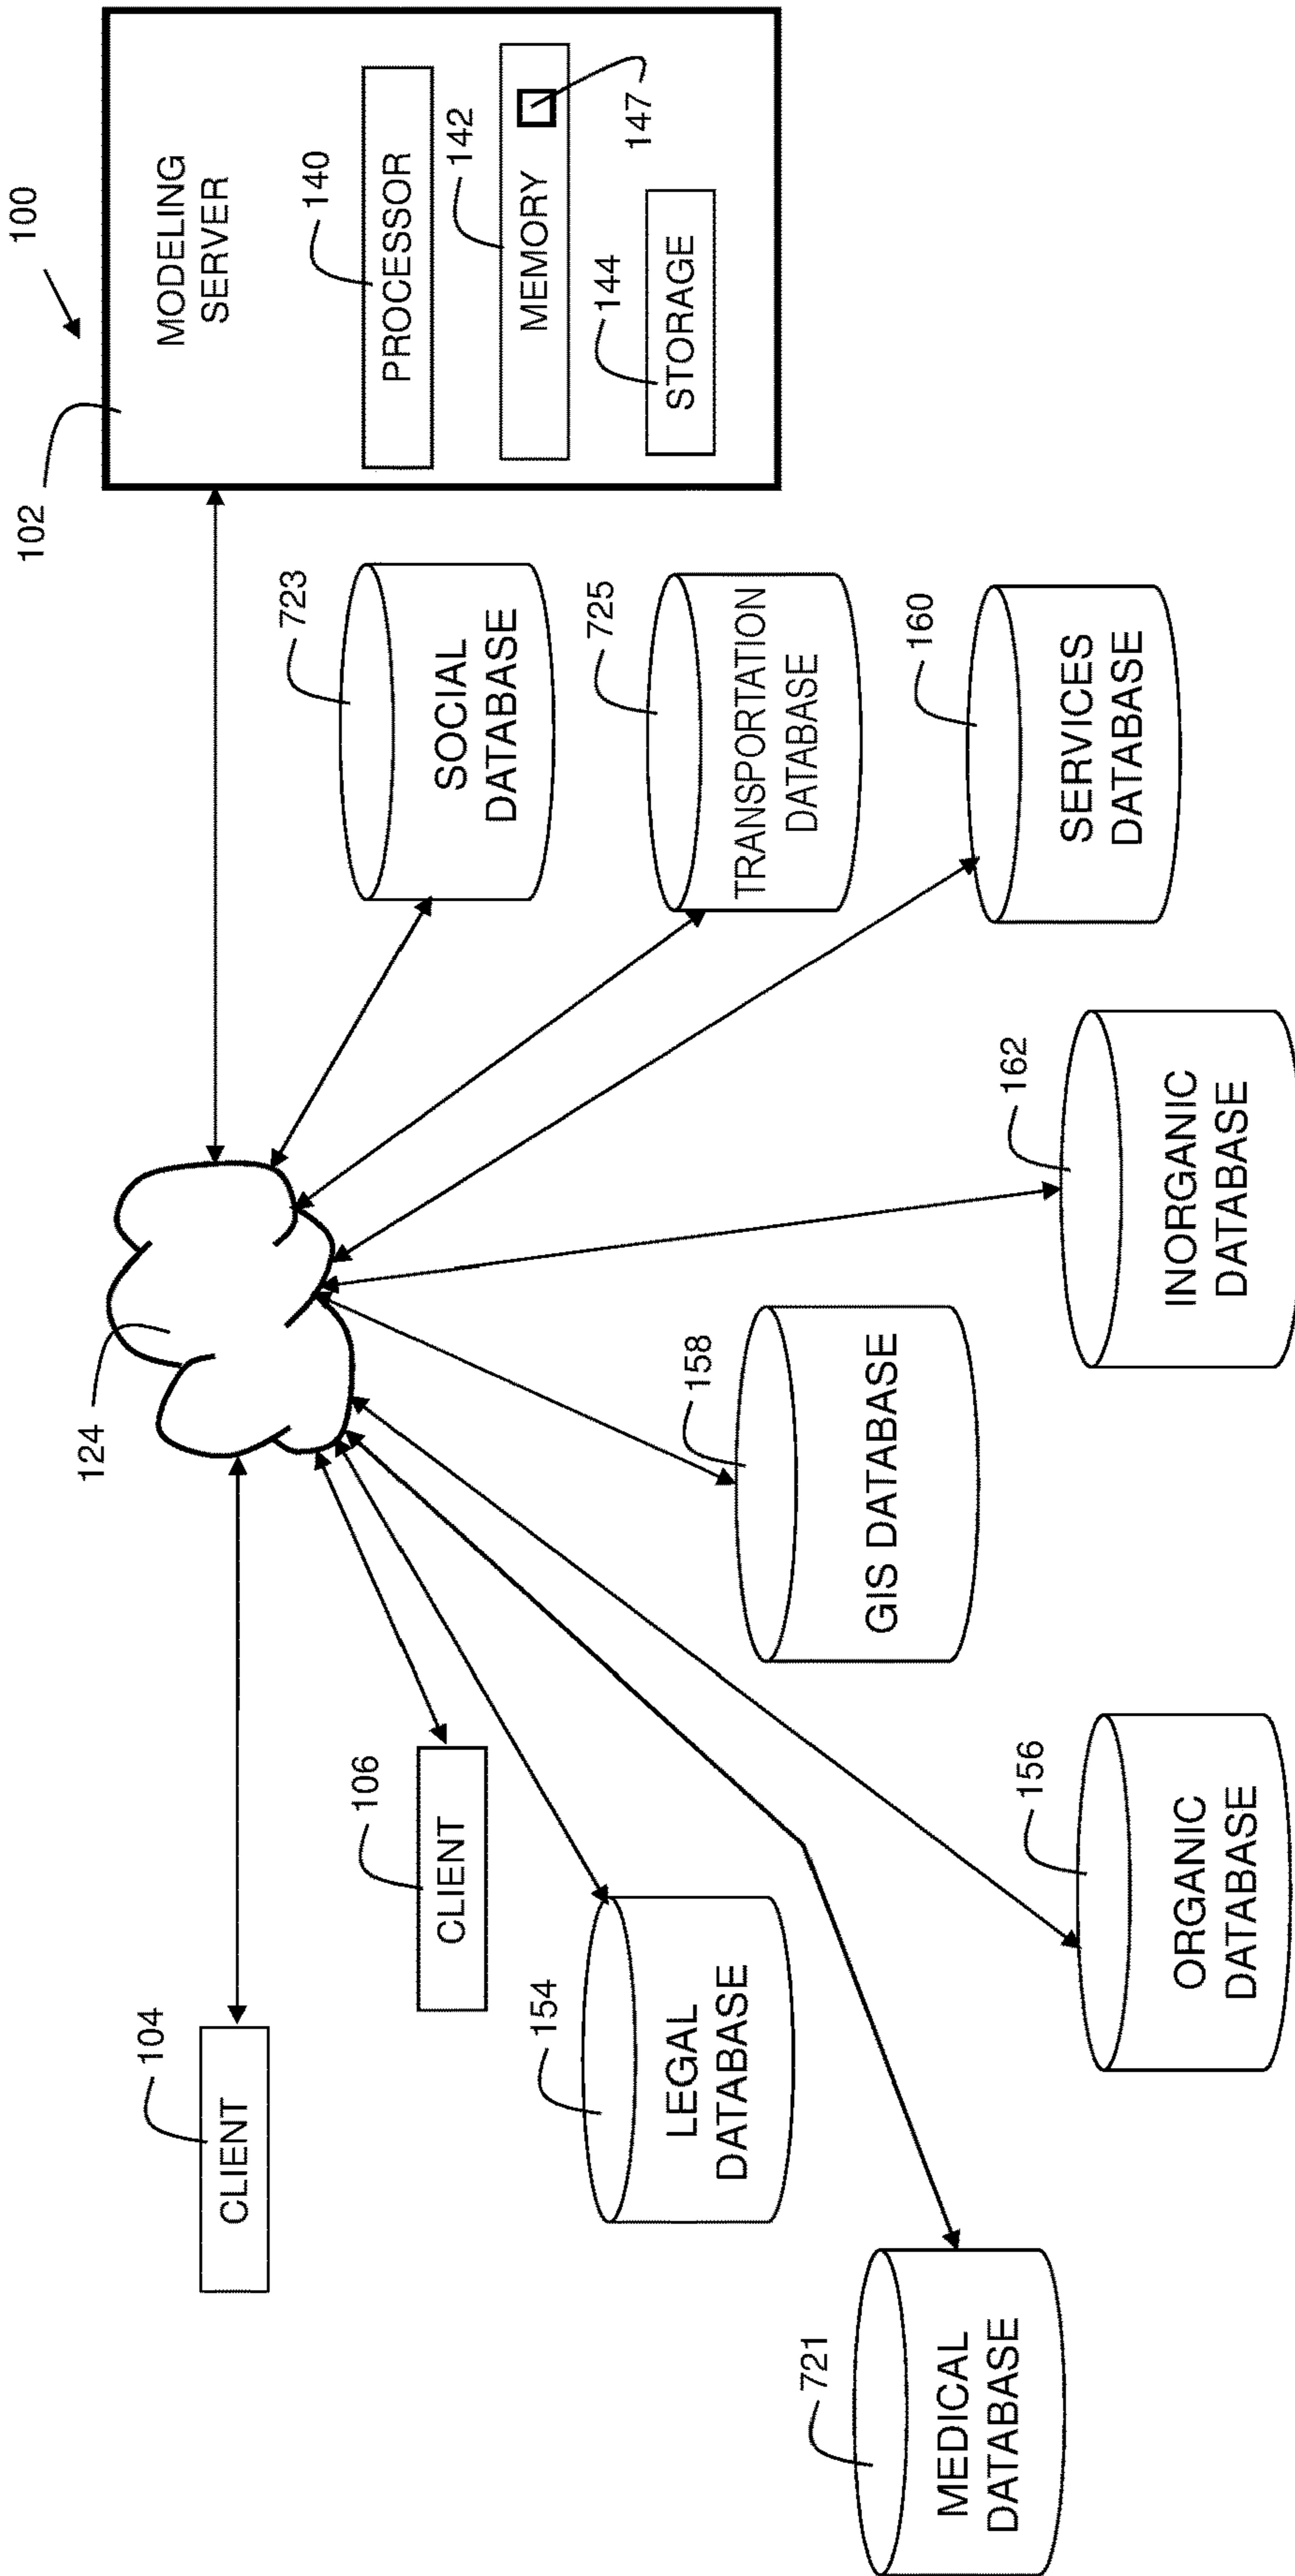 100
102
MODELING
SERVER
140
PROCESSOR
142
MEMORY
147
144
STORAGE
124
104
CLIENT
106
CLIENT
723
SOCIAL
DATABASE
725
TRANSPORTATION
DATABASE
160
SERVICES
DATABASE
154
LEGAL
DATABASE
158
GIS DATABASE
162
INORGANIC
DATABASE
721
MEDICAL
DATABASE
156
ORGANIC
DATABASE